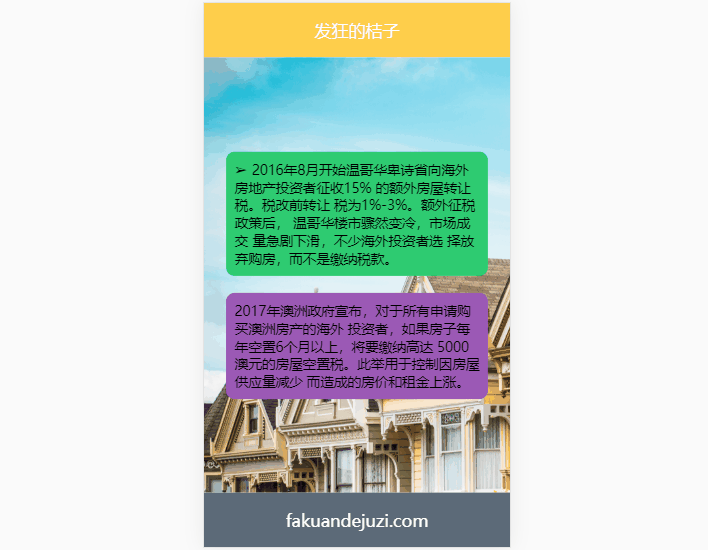 发狂的桔子
➢ 2016年8月开始温哥华卑诗省向海外
房地产投资者征收15% 的额外房屋转让
税。税改前转让 税为1%-3%。额外征税
政策后， 温哥华楼市骤然变冷，市场成
交 量急剧下滑，不少海外投资者选 择放
弃购房，而不是缴纳税款。
2017年澳洲政府宣布，对于所有申请购
买澳洲房产的海外 投资者，如果房子每
年空置6个月以上，将要缴纳高达 5000
澳元的房屋空置税。此举用于控制因房屋
供应量减少 而造成的房价和租金上涨。
fakuandejuzi.com